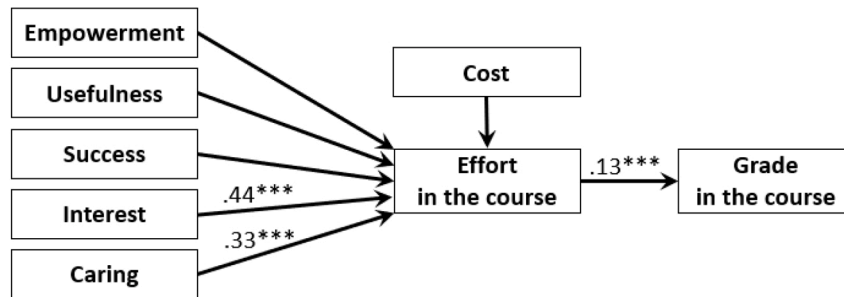 Empowerment
Usefulness
Cost
Success
Effort
in the course
.13***
Grade
in the course
.44***
Interest
.33***
Caring